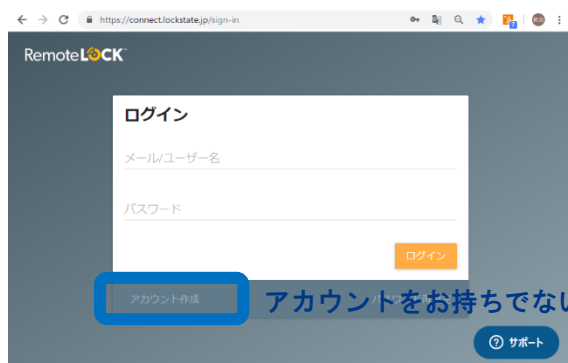 https://connect.lockstate.jp/sign-in
RemoteLOCK
ログイン
メール/ユーザー名
パスワード
ログイン
アカウント作成
アカウントをお持ちでない
サポート